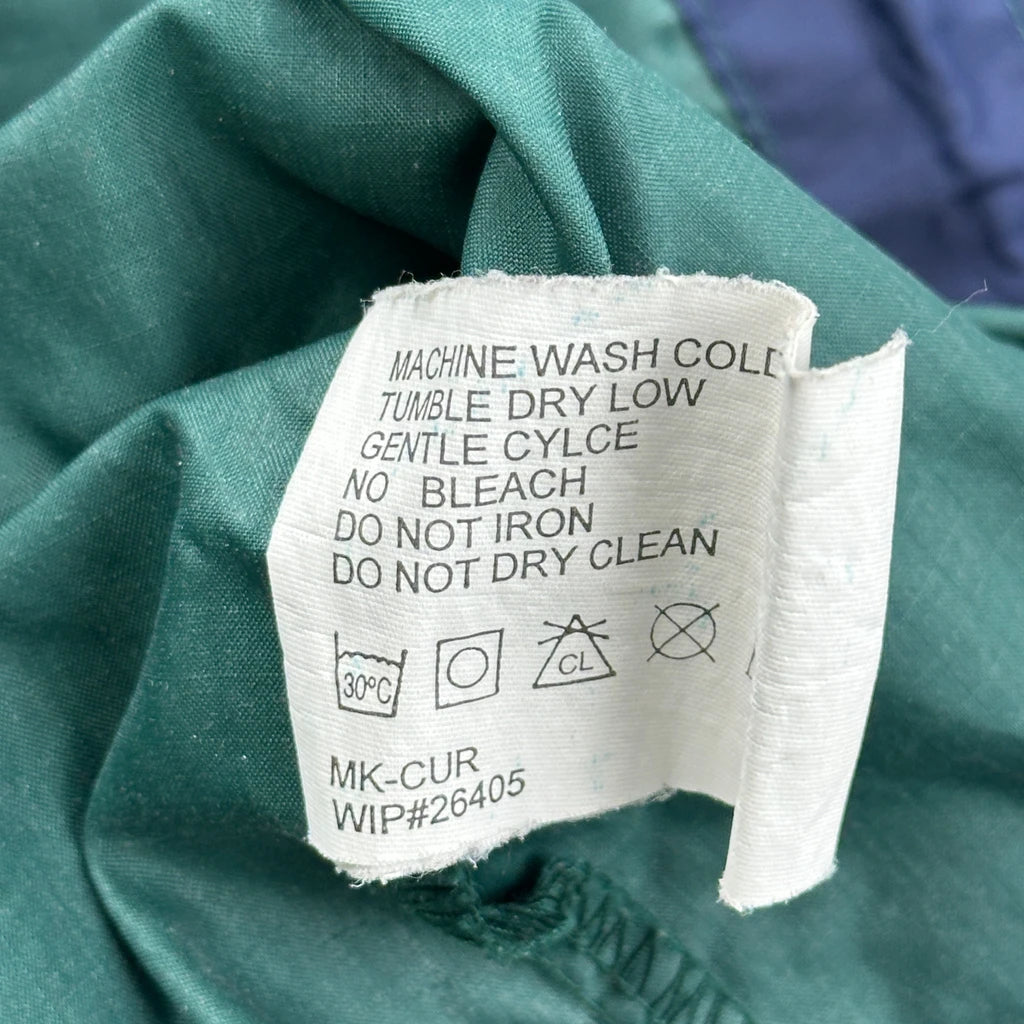 MACHINE WASH COLD
TUMBLE DRY LOW
GENTLE CYLCE
NO BLEACH
DO NOT IRON
DO NOT DRY CLEAN
30°C
CL
MK-CUR
WIP#26405